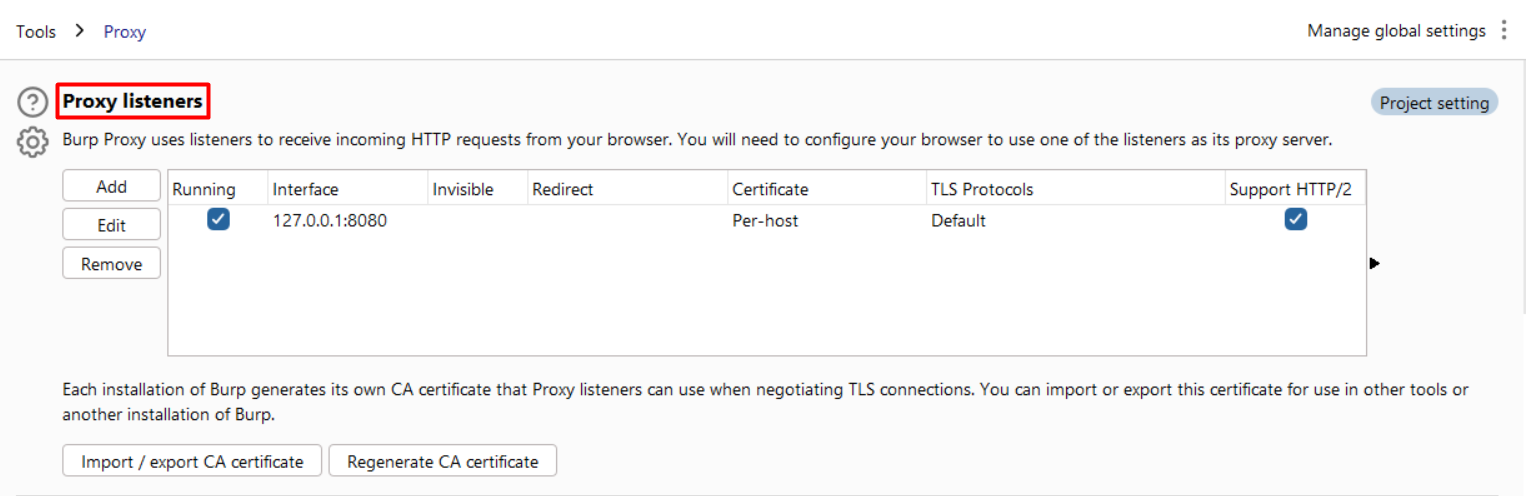 Tools > Proxy
Manage global settings
Proxy listeners
Project setting
Burp Proxy uses listeners to receive incoming HTTP requests from your browser. You will need to configure your browser to use one of the listeners as its proxy server.
Add
Edit
Remove
Running Interface Invisible Redirect Certificate TLS Protocols Support HTTP/2
127.0.0.1:8080 Per-host Default
Each installation of Burp generates its own CA certificate that Proxy listeners can use when negotiating TLS connections. You can import or export this certificate for use in other tools or
another installation of Burp.
Import / export CA certificate
Regenerate CA certificate